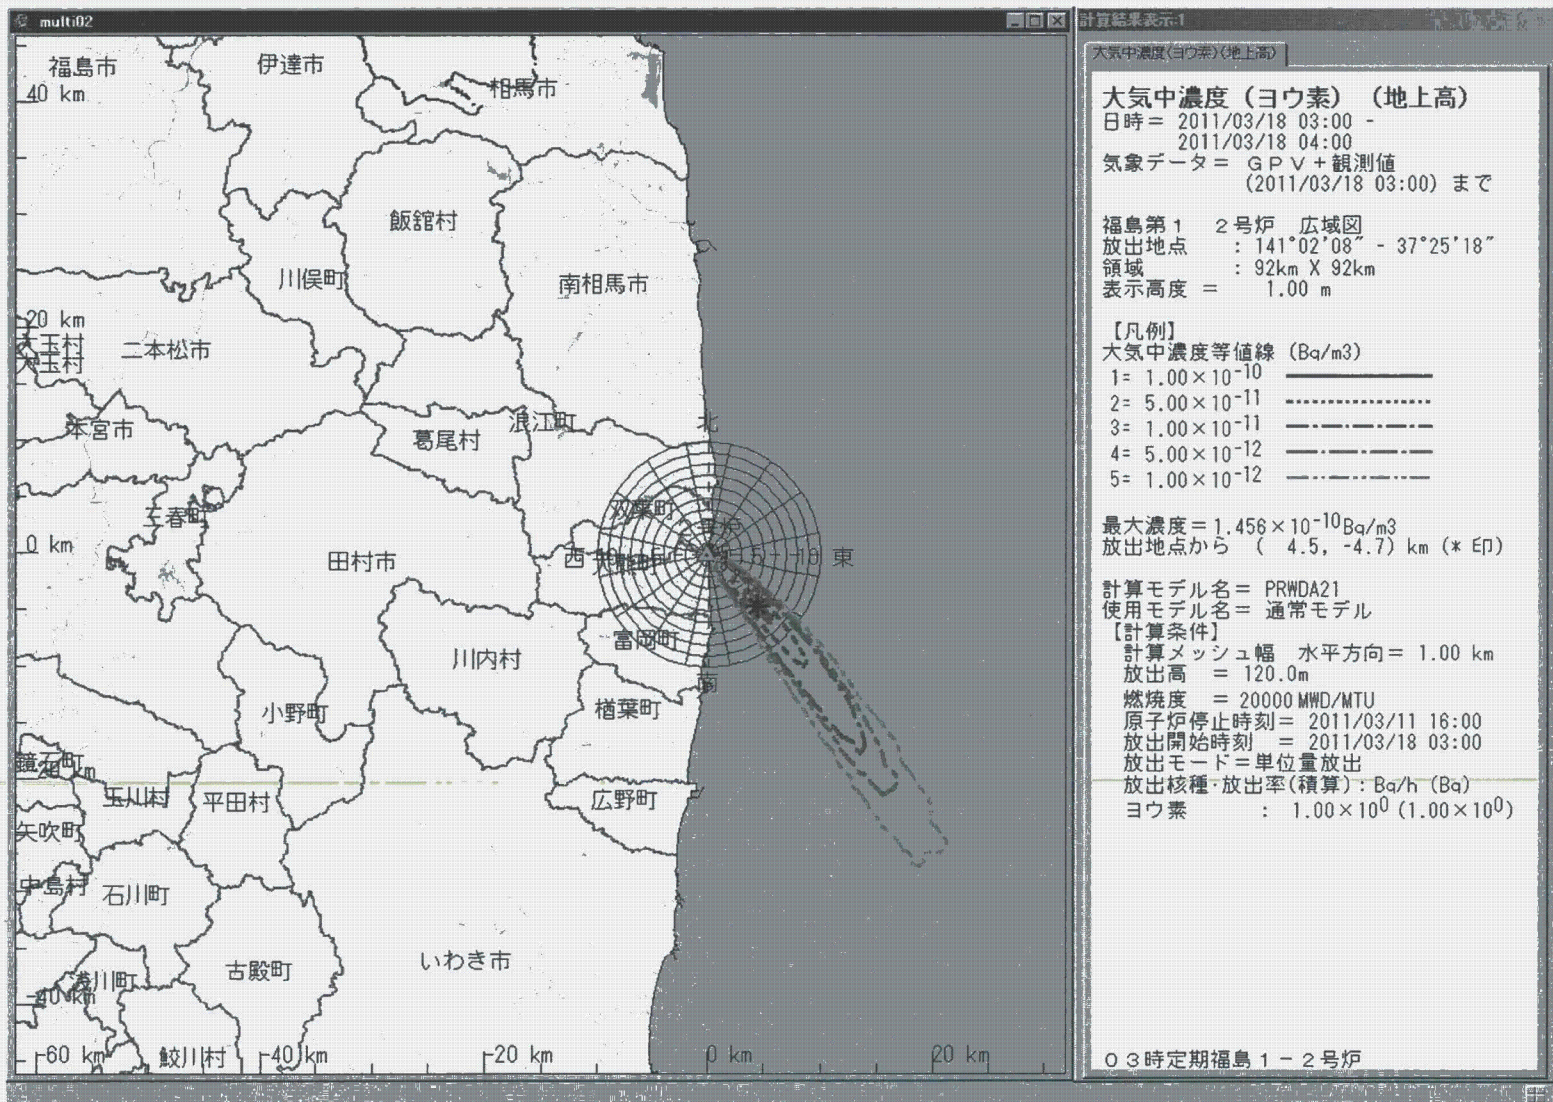 multi02
福島市
伊達市
相馬市
40 km
飯舘村
川俣町
南相馬市
20 km
大玉村
二本松市
本宮市
浪江町
北
葛尾村
双葉町
三春町
0 km
田村市
西
10
東
富岡町
川内村
南
小野町
楢葉町
鏡石町
玉川村
平田村
広野町
矢吹町
中島村
石川町
いわき市
古殿町
浅川町
-40 km
鮫川村
-60 km
-40 km
-20 km
0 km
20 km
計算結果表示:1
大気中濃度(ヨウ素)(地上高)
大気中濃度(ヨウ素) (地上高)
日時= 2011/03/18 03:00 -
2011/03/18 04:00
気象データ= GPV+観測値
(2011/03/18 03:00) まで
福島第1 2号炉 広域図
放出地点 : 141°02'08" - 37°25'18"
領域 : 92km X 92km
表示高度 = 1.00 m
【凡例】
大気中濃度等値線 (Bq/m3)
1= 1.00×10⁻¹⁰
2= 5.00×10⁻¹¹
3= 1.00×10⁻¹¹
4= 5.00×10⁻¹²
5= 1.00×10⁻¹²
最大濃度=1.456×10⁻¹⁰Bq/m3
放出地点から ( 4.5, -4.7) km (* 印)
計算モデル名= PRWDA21
使用モデル名= 通常モデル
【計算条件】
計算メッシュ幅 水平方向= 1.00 km
放出高 = 120.0m
燃焼度 = 20000MWD/MTU
原子炉停止時刻= 2011/03/11 16:00
放出開始時刻 = 2011/03/18 03:00
放出モード=単位量放出
放出核種・放出率(積算):Bq/h (Bq)
ヨウ素 : 1.00×10⁰ (1.00×10⁰)
03時定期福島1-2号炉